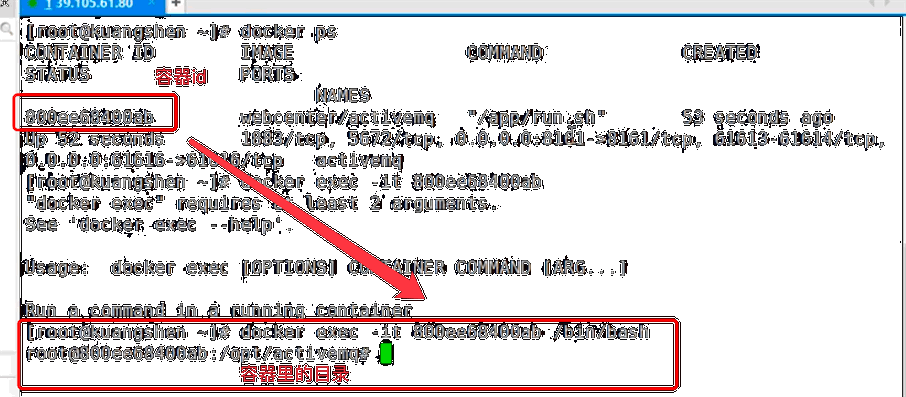 1 39.105.61.80
[root@kuangshen ~]# docker ps
CONTAINER ID IMAGE COMMAND CREATED
STATUS 容器id PORTS
NAMES
800ee60400ab webcenter/activemq "/app/run.sh" 53 seconds ago
Up 52 seconds 1883/tcp, 5672/tcp, 0.0.0.0:8161->8161/tcp, 61613-61614/tcp,
0.0.0.0:61616->61616/tcp activemq
[root@kuangshen ~]# docker exec -it 800ee60400ab
"docker exec" requires at least 2 arguments.
See 'docker exec --help'.
Usage: docker exec [OPTIONS] CONTAINER COMMAND [ARG...]
Run a command in a running container
[root@kuangshen ~]# docker exec -it 800ee60400ab /bin/bash
root@800ee60400ab:/opt/activemq#
容器里的目录